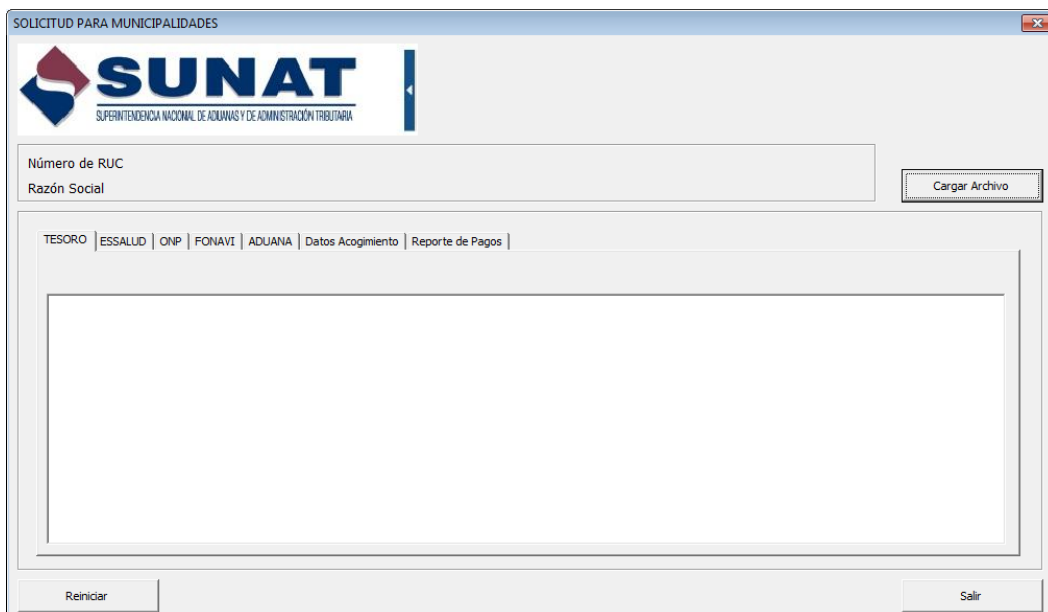 SOLICITUD PARA MUNICIPALIDADES
SUNAT
SUPERINTENDENCIA NACIONAL DE ADUANAS Y DE ADMINISTRACIÓN TRIBUTARIA
Número de RUC
Razón Social
Cargar Archivo
TESORO ESSALUD ONP FONAVI ADUANA Datos Acogimiento Reporte de Pagos
Reiniciar Salir